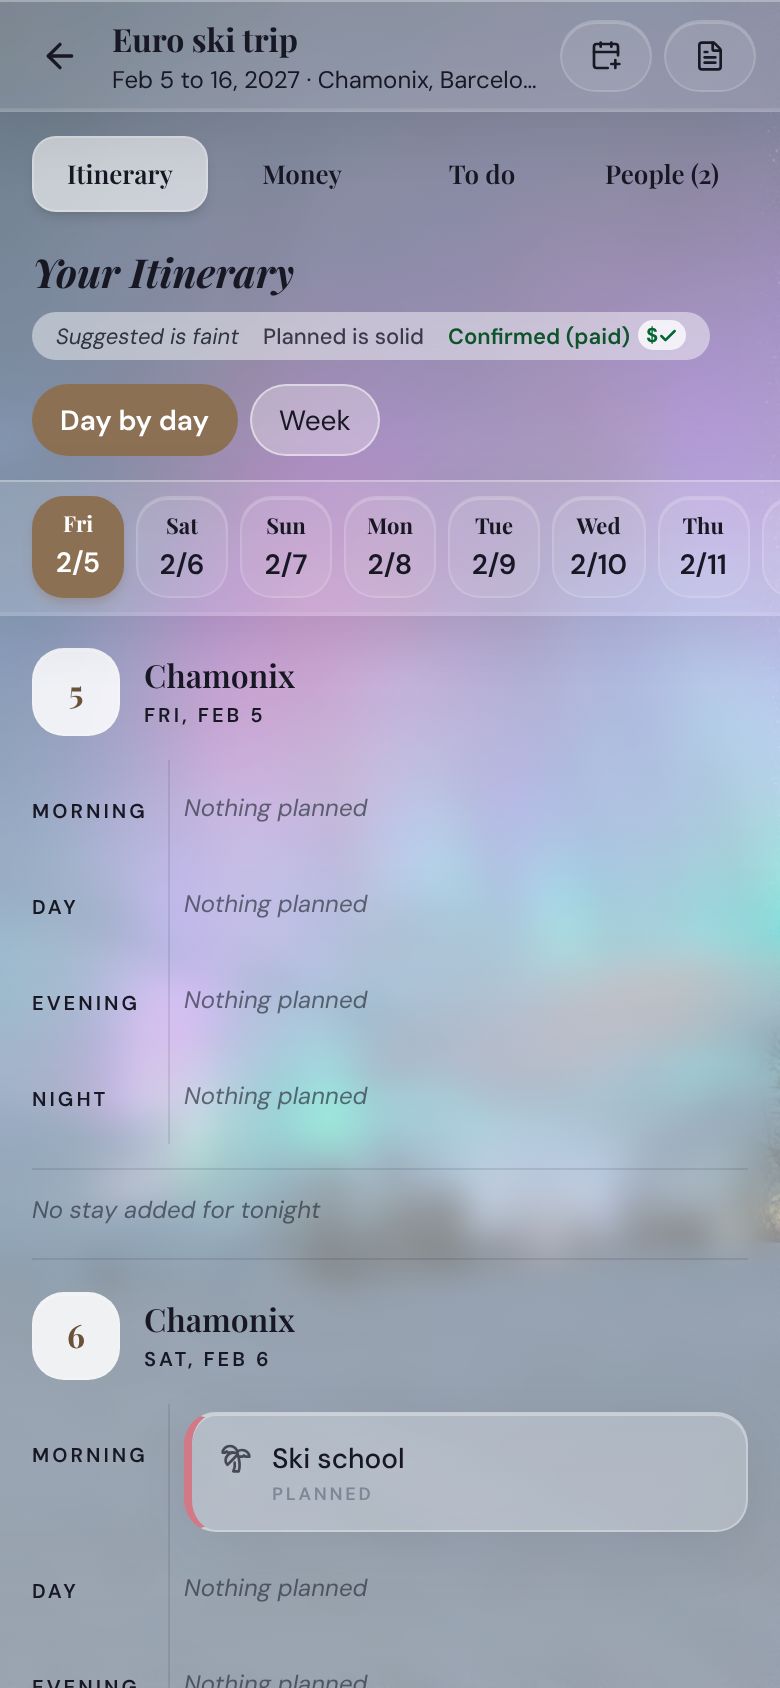 Euro ski trip
Feb 5 to 16, 2027 · Chamonix, Barcelo...
Itinerary Money To do People (2)
Your Itinerary
Suggested is faint Planned is solid Confirmed (paid) $✓
Day by day Week
Fri Sat Sun Mon Tue Wed Thu
2/5 2/6 2/7 2/8 2/9 2/10 2/11
5 Chamonix
FRI, FEB 5
MORNING Nothing planned
DAY Nothing planned
EVENING Nothing planned
NIGHT Nothing planned
No stay added for tonight
6 Chamonix
SAT, FEB 6
MORNING Ski school
PLANNED
DAY Nothing planned
EVENING Nothing planned